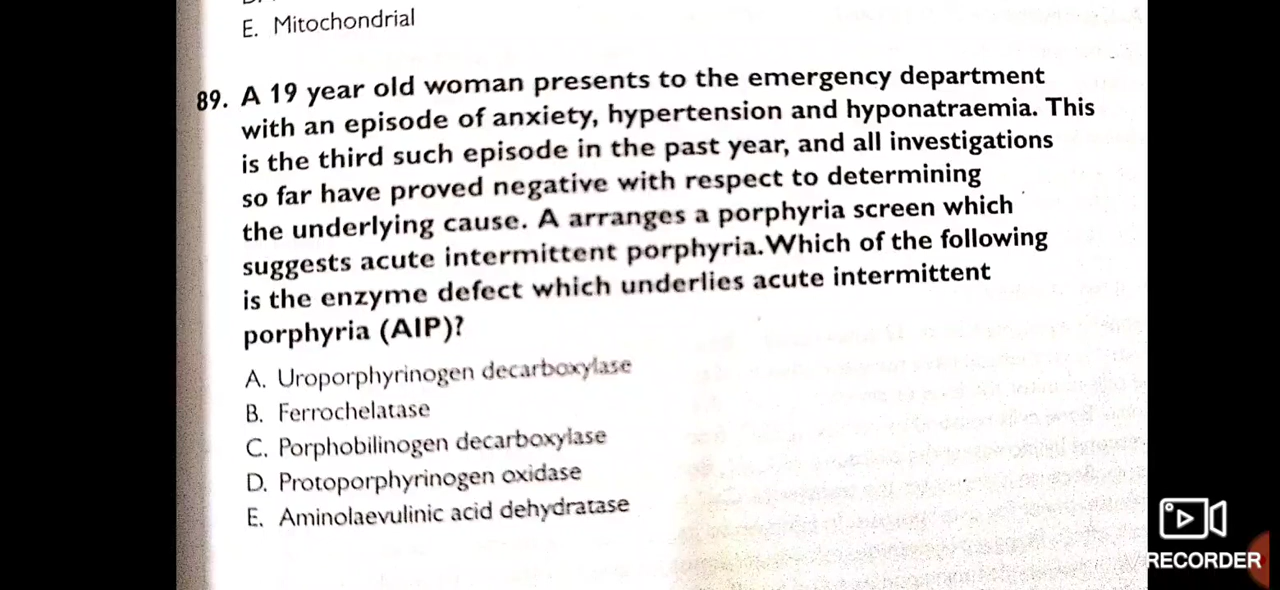 E. Mitochondrial
89. A 19 year old woman presents to the emergency department
with an episode of anxiety, hypertension and hyponatraemia. This
is the third such episode in the past year, and all investigations
so far have proved negative with respect to determining
the underlying cause. A arranges a porphyria screen which
suggests acute intermittent porphyria. Which of the following
is the enzyme defect which underlies acute intermittent
porphyria (AIP)?
A. Uroporphyrinogen decarboxylase
B. Ferrochelatase
C. Porphobilinogen decarboxylase
D. Protoporphyrinogen oxidase
E. Aminolaevulinic acid dehydratase
RECORDER